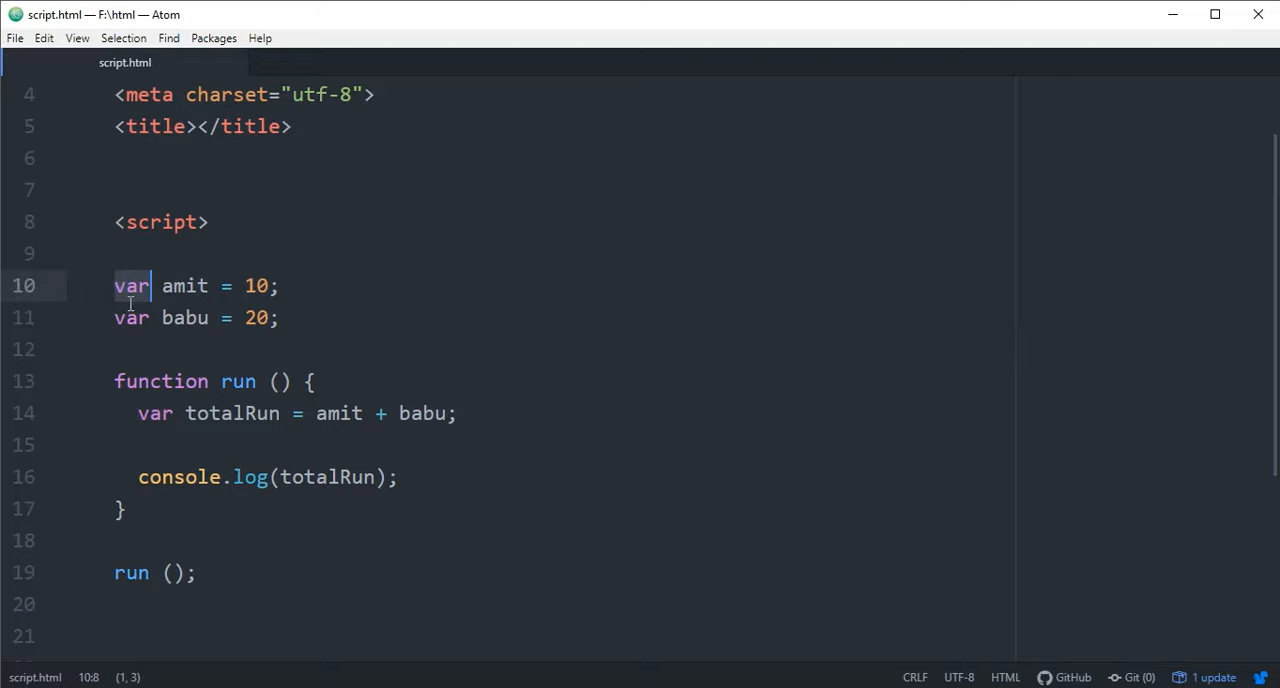 script.html — F:\html — Atom
File Edit View Selection Find Packages Help
script.html
4 <meta charset="utf-8">
5 <title></title>
6
7
8 <script>
9
10 var amit = 10;
11 var babu = 20;
12
13 function run () {
14 var totalRun = amit + babu;
15
16 console.log(totalRun);
17 }
18
19 run ();
20
21
script.html 10:8 (1, 3) CRLF UTF-8 HTML GitHub Git (0) 1 update